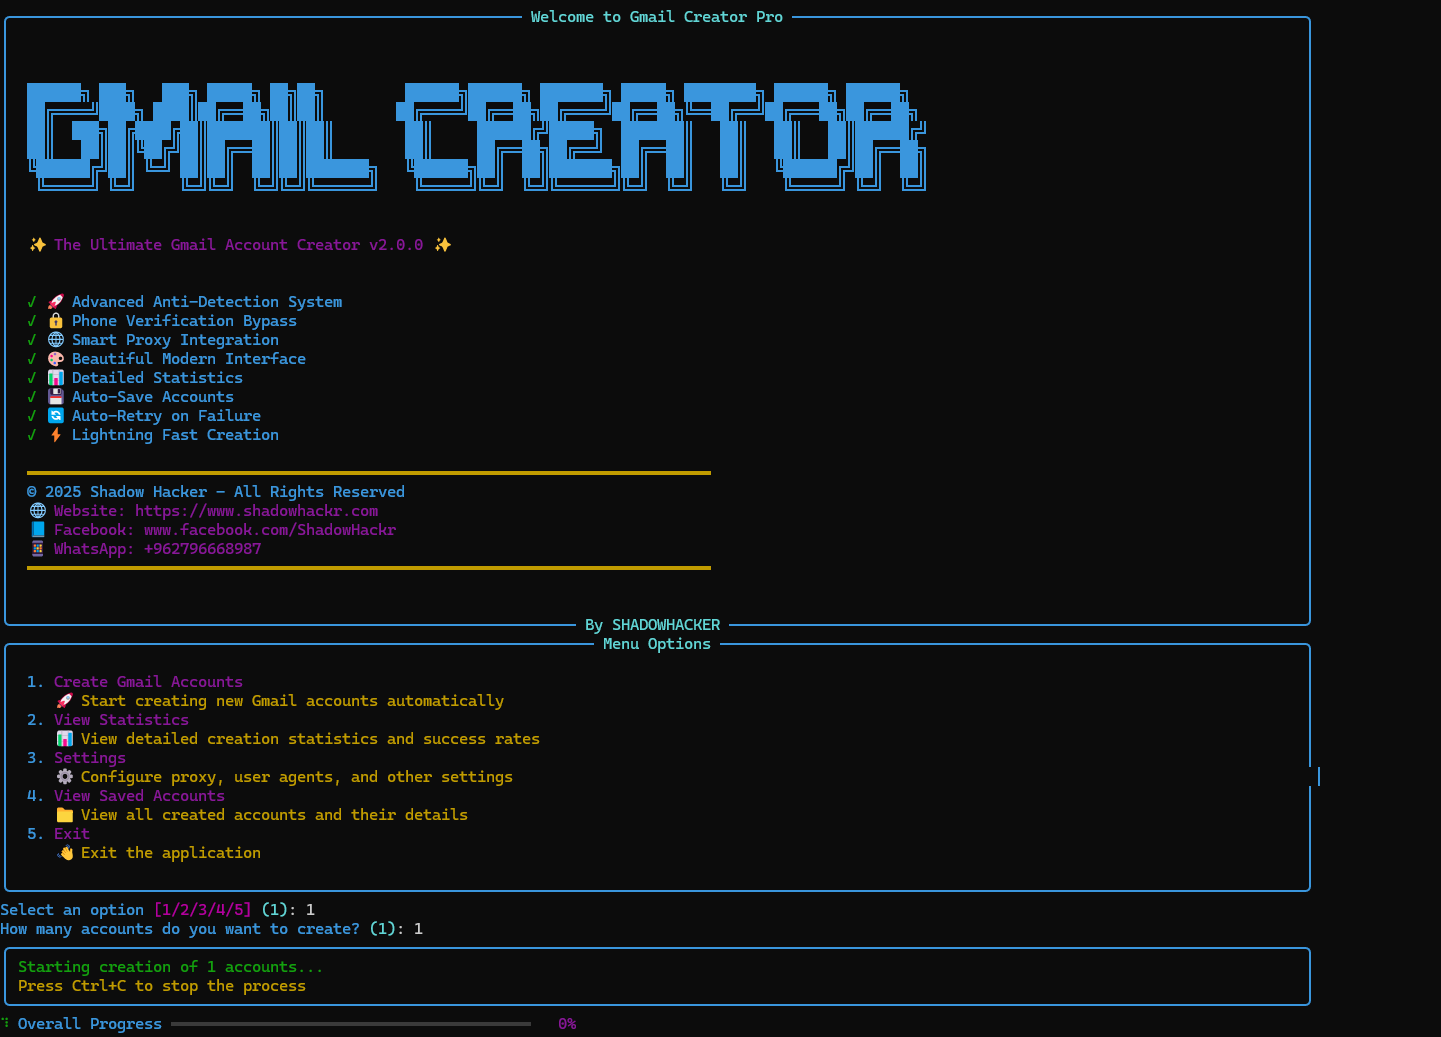 Welcome to Gmail Creator Pro
GMAIL CREATOR
✨ The Ultimate Gmail Account Creator v2.0.0 ✨
✓ 🚀 Advanced Anti-Detection System
✓ 🔒 Phone Verification Bypass
✓ 🌐 Smart Proxy Integration
✓ 🎨 Beautiful Modern Interface
✓ 📊 Detailed Statistics
✓ 💾 Auto-Save Accounts
✓ 🔄 Auto-Retry on Failure
✓ ⚡ Lightning Fast Creation
© 2025 Shadow Hacker - All Rights Reserved
🌐 Website: https://www.shadowhackr.com
📘 Facebook: www.facebook.com/ShadowHackr
📱 WhatsApp: +962796668987
By SHADOWHACKER
Menu Options
1. Create Gmail Accounts
🚀 Start creating new Gmail accounts automatically
2. View Statistics
📊 View detailed creation statistics and success rates
3. Settings
⚙️ Configure proxy, user agents, and other settings
4. View Saved Accounts
📁 View all created accounts and their details
5. Exit
👋 Exit the application
Select an option [1/2/3/4/5] (1): 1
How many accounts do you want to create? (1): 1
Starting creation of 1 accounts...
Press Ctrl+C to stop the process
Overall Progress 0%